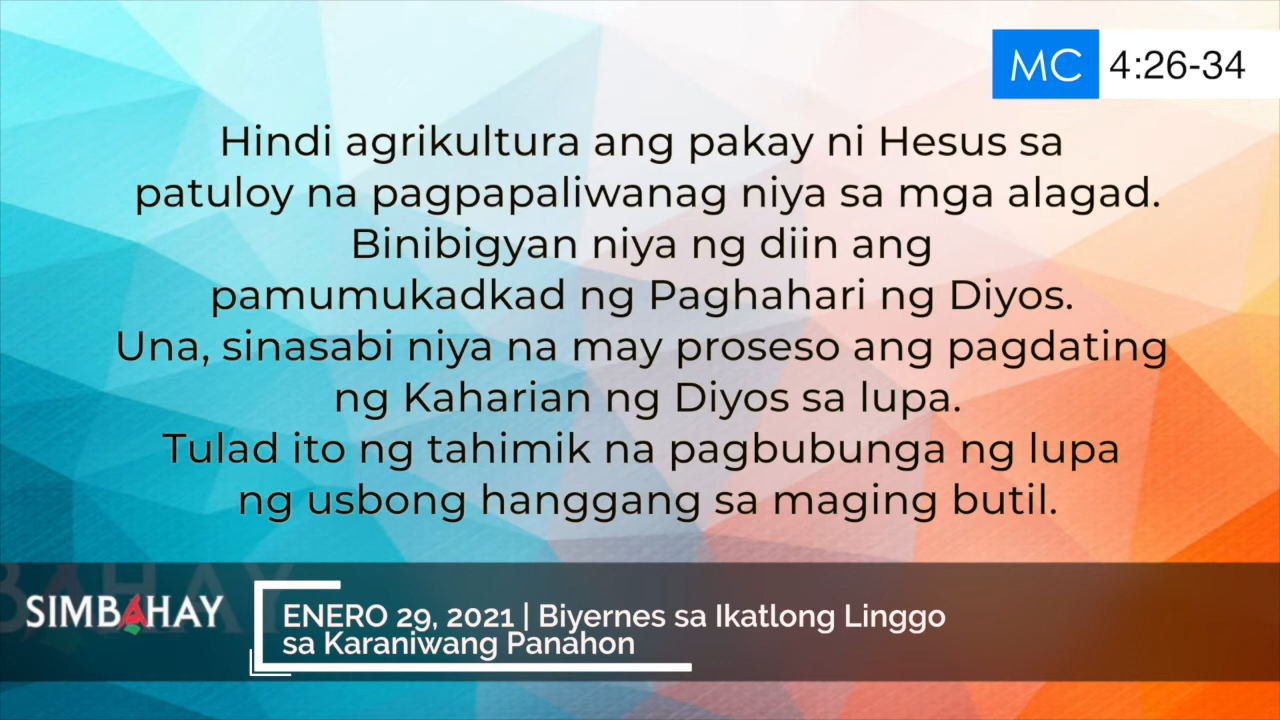 MC 4:26-34
Hindi agrikultura ang pakay ni Hesus sa
patuloy na pagpapaliwanag niya sa mga alagad.
Binibigyan niya ng diin ang
pamumukadkad ng Paghahari ng Diyos.
Una, sinasabi niya na may proseso ang pagdating
ng Kaharian ng Diyos sa lupa.
Tulad ito ng tahimik na pagbubunga ng lupa
ng usbong hanggang sa maging butil.
SIMBAHAY
ENERO 29, 2021 | Biyernes sa Ikatlong Linggo
sa Karaniwang Panahon